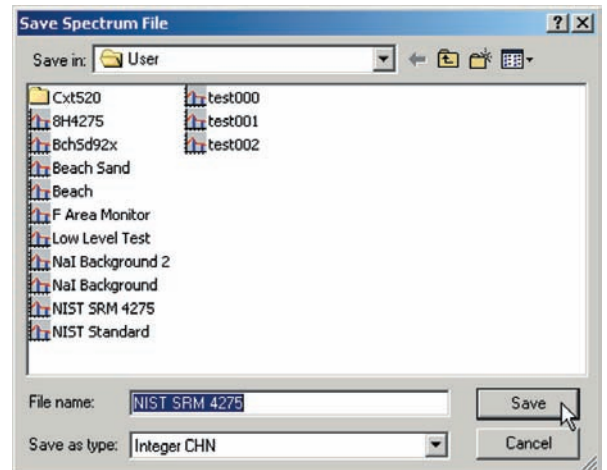 Save Spectrum File
Save in: User
Cxt520
8H4275
BchSd92x
Beach Sand
Beach
F Area Monitor
Low Level Test
NaI Background 2
NaI Background
NIST SRM 4275
NIST Standard
test000
test001
test002
File name: NIST SRM 4275
Save
Save as type: Integer CHN
Cancel